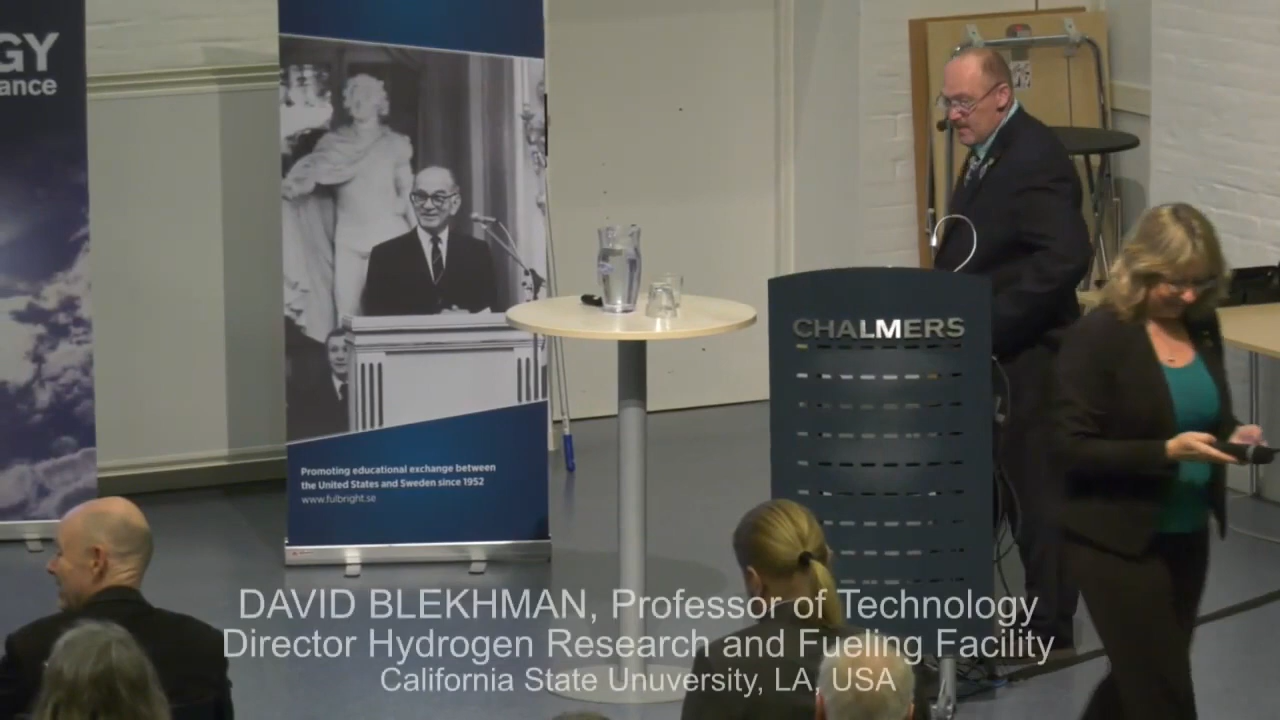 GY
ance
CHALMERS
Promoting educational exchange between
the United States and Sweden since 1952
www.fulbright.se
DAVID BLEKHMAN, Professor of Technology
Director Hydrogen Research and Fueling Facility
California State Unuversity, LA, USA